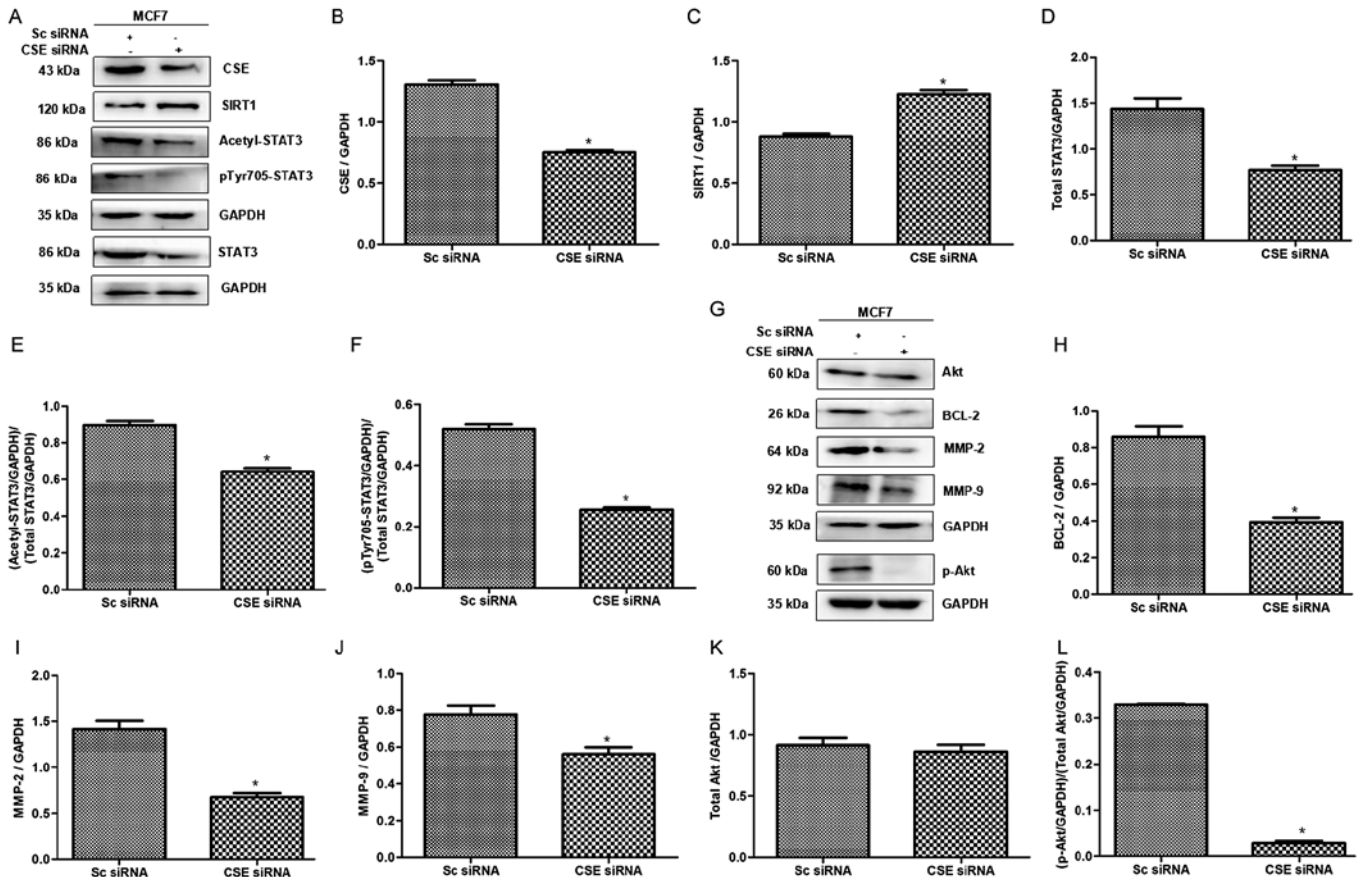 A
MCF7
Sc siRNA + -
CSE siRNA - +
43 kDa CSE
120 kDa SIRT1
86 kDa Acetyl-STAT3
86 kDa pTyr705-STAT3
35 kDa GAPDH
86 kDa STAT3
35 kDa GAPDH
B
CSE / GAPDH
1.5
1.0
0.5
0.0
*
Sc siRNA CSE siRNA
C
SIRT1 / GAPDH
1.5
1.0
0.5
0.0
*
Sc siRNA CSE siRNA
D
Total STAT3/GAPDH
2.0
1.5
1.0
0.5
0.0
*
Sc siRNA CSE siRNA
E
(Acetyl-STAT3/GAPDH)/
(Total STAT3/GAPDH)
1.0
0.8
0.6
0.4
0.2
0.0
*
Sc siRNA CSE siRNA
F
(pTyr705-STAT3/GAPDH)/
(Total STAT3/GAPDH)
0.6
0.4
0.2
0.0
*
Sc siRNA CSE siRNA
G
MCF7
Sc siRNA + -
CSE siRNA - +
60 kDa Akt
26 kDa BCL-2
64 kDa MMP-2
92 kDa MMP-9
35 kDa GAPDH
60 kDa p-Akt
35 kDa GAPDH
H
BCL-2 / GAPDH
1.0
0.8
0.6
0.4
0.2
0.0
*
Sc siRNA CSE siRNA
I
MMP-2 / GAPDH
2.0
1.5
1.0
0.5
0.0
*
Sc siRNA CSE siRNA
J
MMP-9 / GAPDH
1.0
0.8
0.6
0.4
0.2
0.0
*
Sc siRNA CSE siRNA
K
Total Akt /GAPDH
1.5
1.0
0.5
0.0
Sc siRNA CSE siRNA
L
(p-Akt/GAPDH)/(Total Akt/GAPDH)
0.4
0.3
0.2
0.1
0.0
*
Sc siRNA CSE siRNA